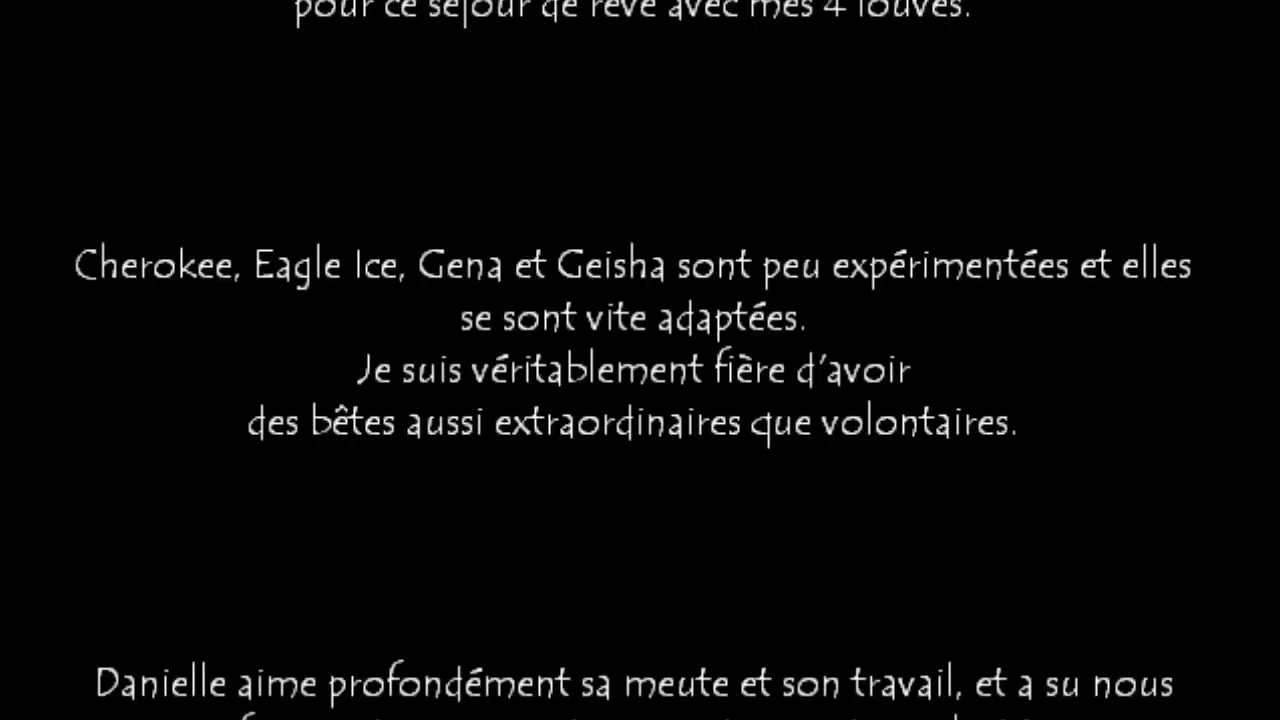 pour ce séjour de rêve avec mes 4 louves.
Cherokee, Eagle Ice, Gena et Geisha sont peu expérimentées et elles
se sont vite adaptées.
Je suis véritablement fière d'avoir
des bêtes aussi extraordinaires que volontaires.
Danielle aime profondément sa meute et son travail, et a su nous